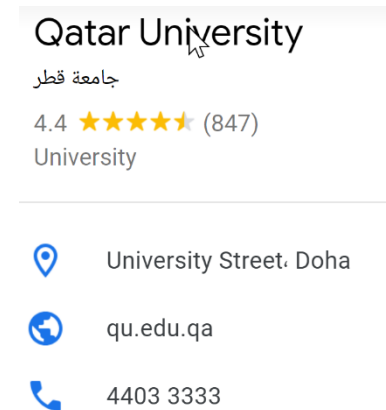 Qatar University
جامعة قطر
4.4 ★★★★★ (847)
University
University Street، Doha
qu.edu.qa
4403 3333